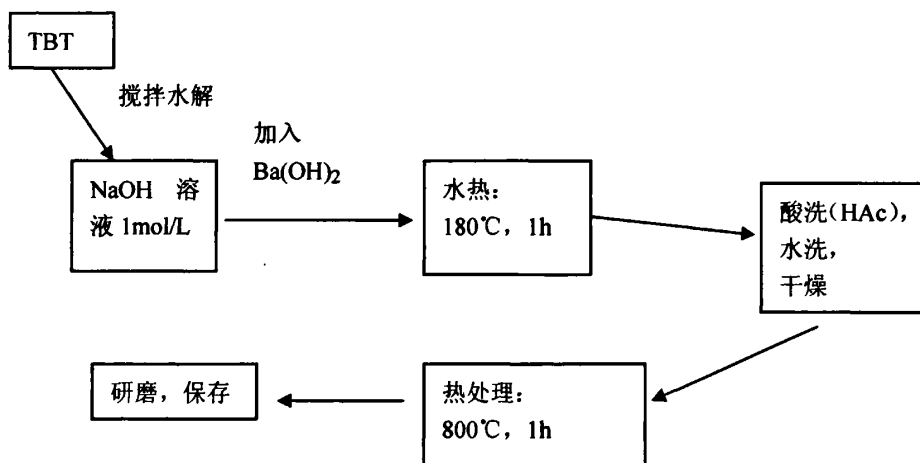 TBT
搅拌水解
加入
Ba(OH)₂
NaOH 溶
液 1mol/L
水热：
180℃，1h
酸洗（HAc），
水洗，
干燥
热处理：
800℃，1h
研磨，保存